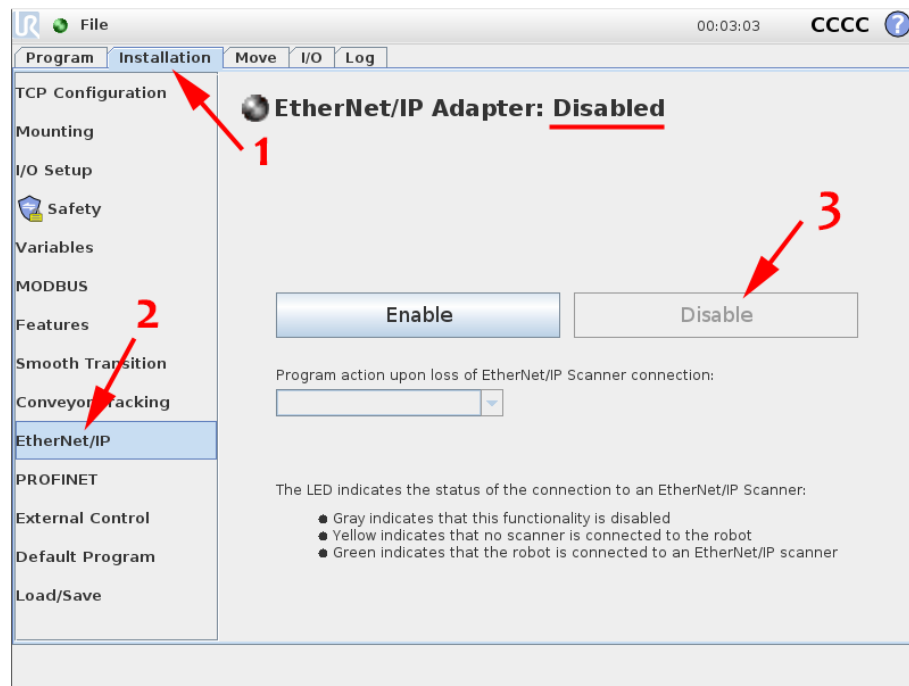 UR File 00:03:03 CCCC ?
Program Installation Move I/O Log
TCP Configuration
Mounting
I/O Setup
Safety
Variables
MODBUS
Features
Smooth Transition
Conveyor Tracking
EtherNet/IP
PROFINET
External Control
Default Program
Load/Save
EtherNet/IP Adapter: Disabled
1
2
3
Enable Disable
Program action upon loss of EtherNet/IP Scanner connection:
The LED indicates the status of the connection to an EtherNet/IP Scanner:
Gray indicates that this functionality is disabled
Yellow indicates that no scanner is connected to the robot
Green indicates that the robot is connected to an EtherNet/IP scanner